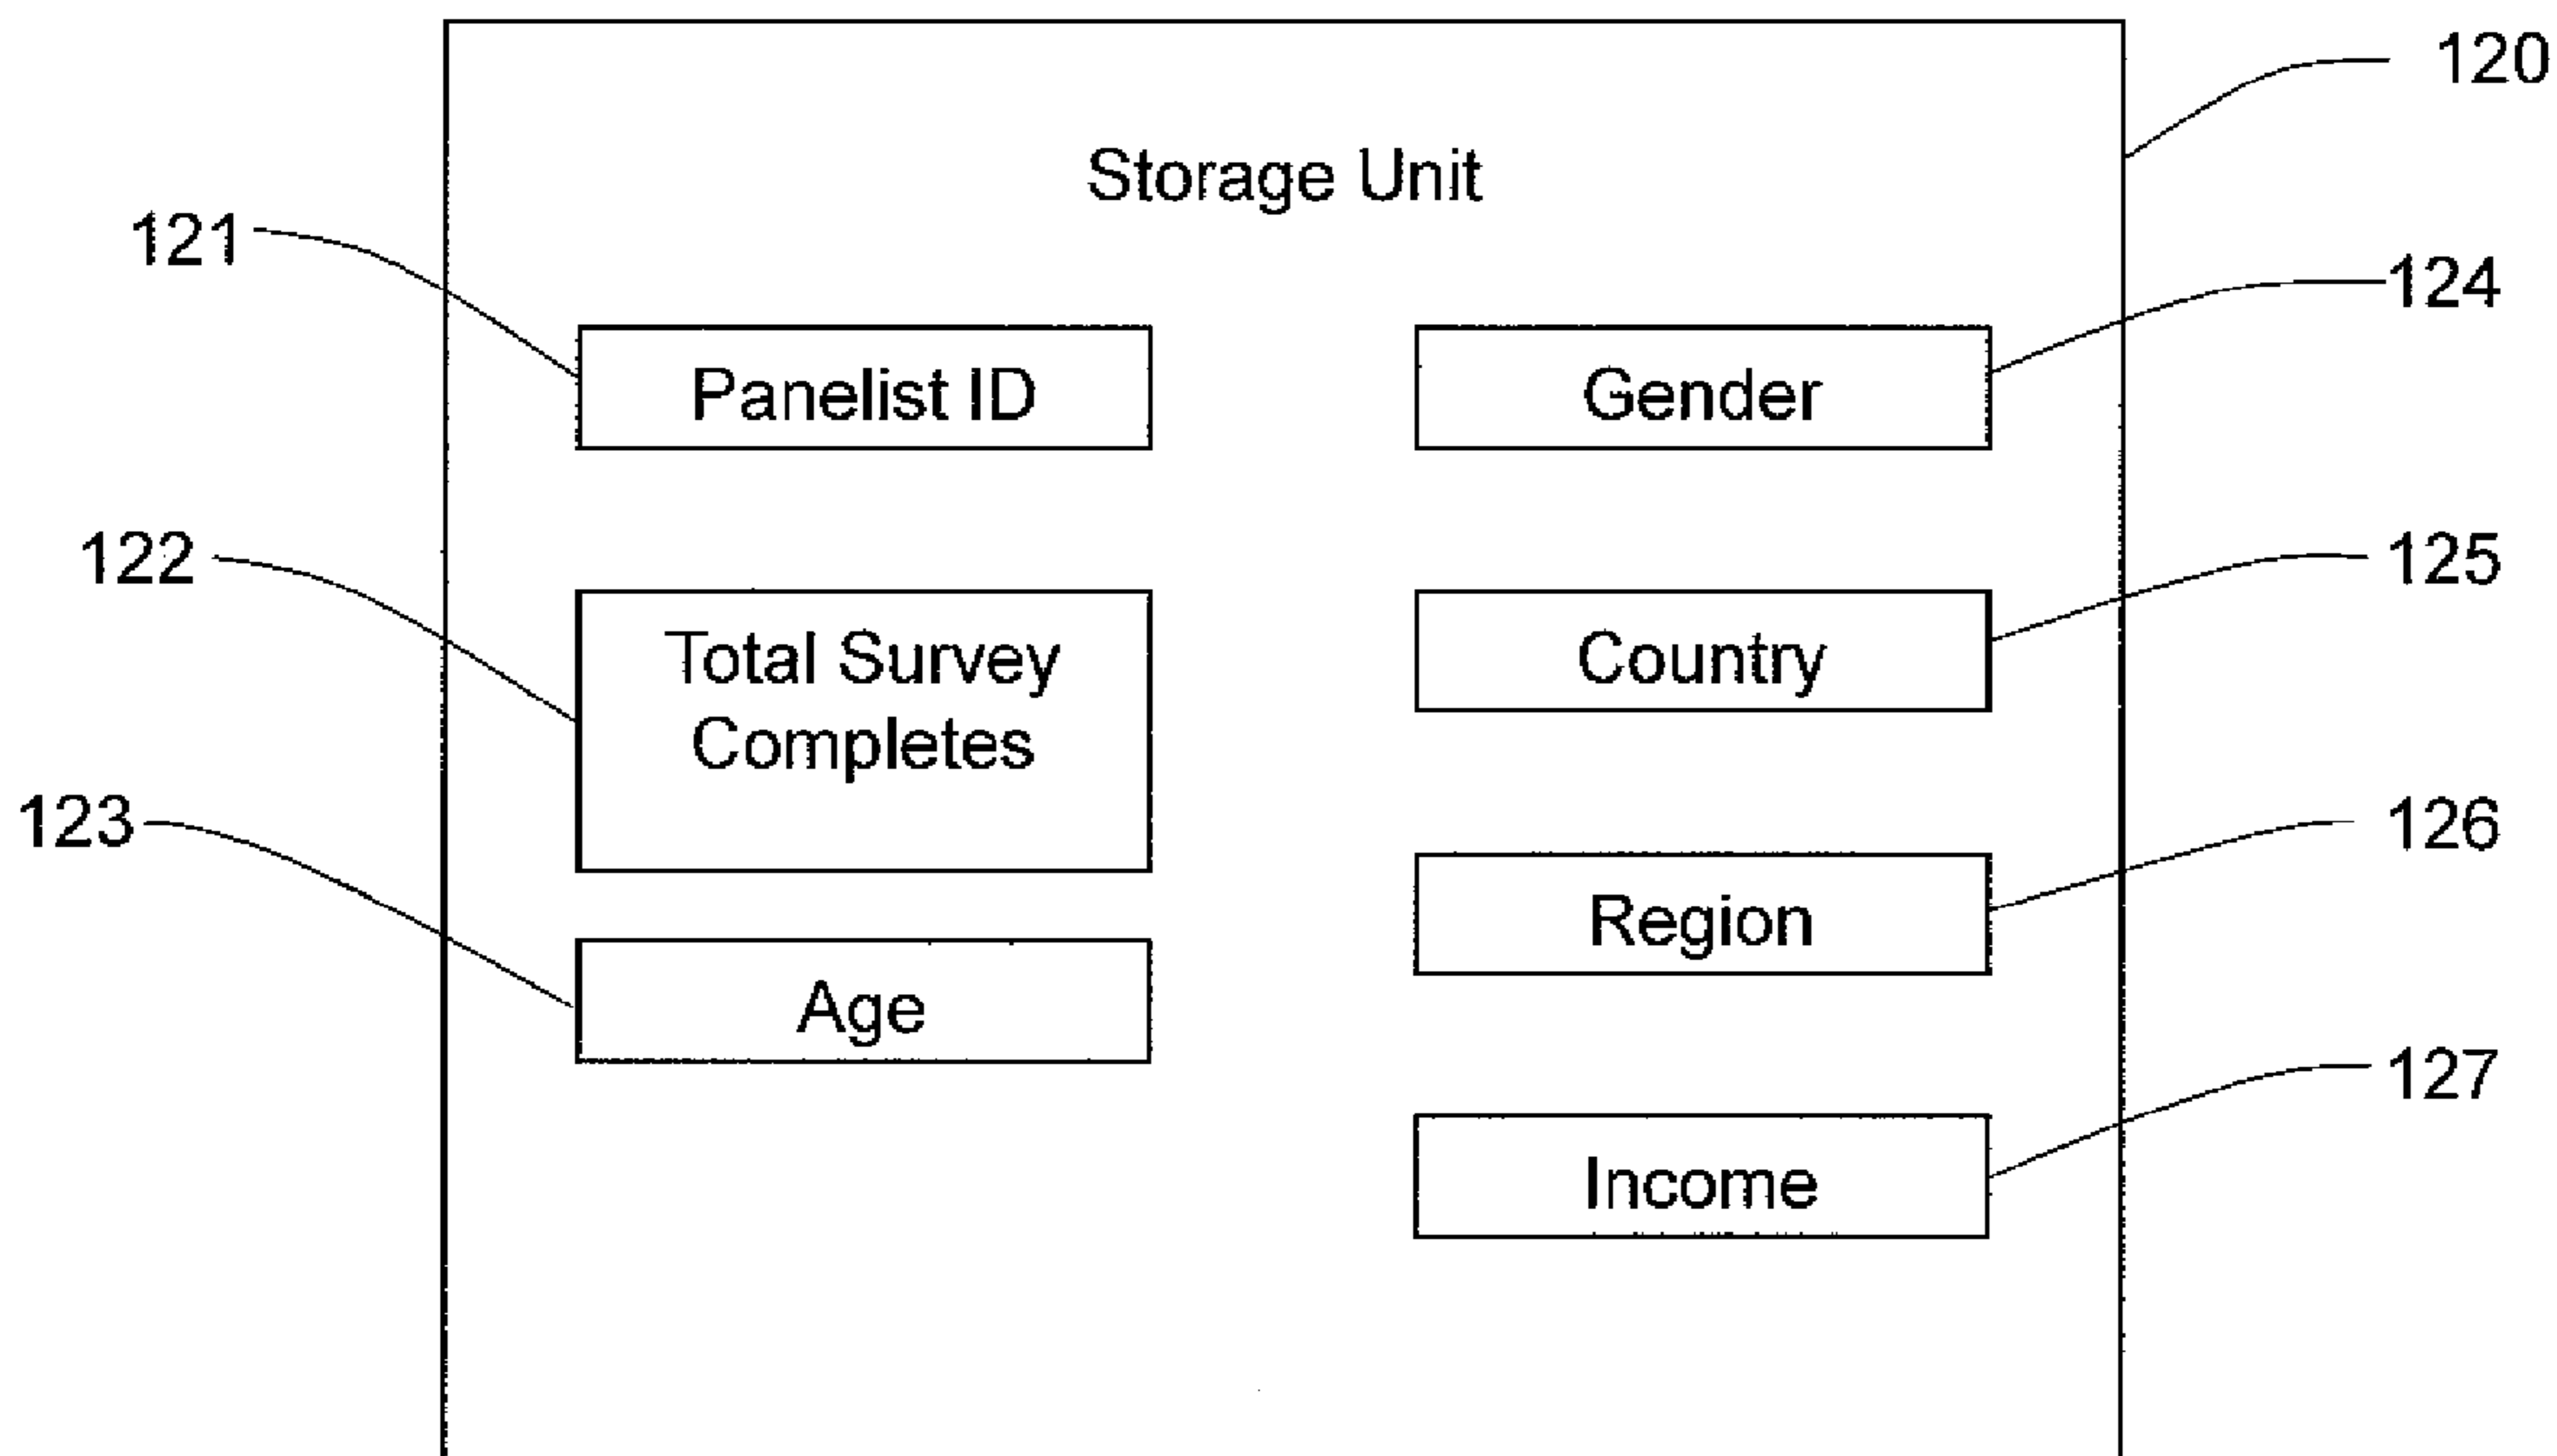 120
Storage Unit
121
124
Panelist ID
Gender
122
125
Total Survey
Completes
Country
123
126
Age
Region
127
Income